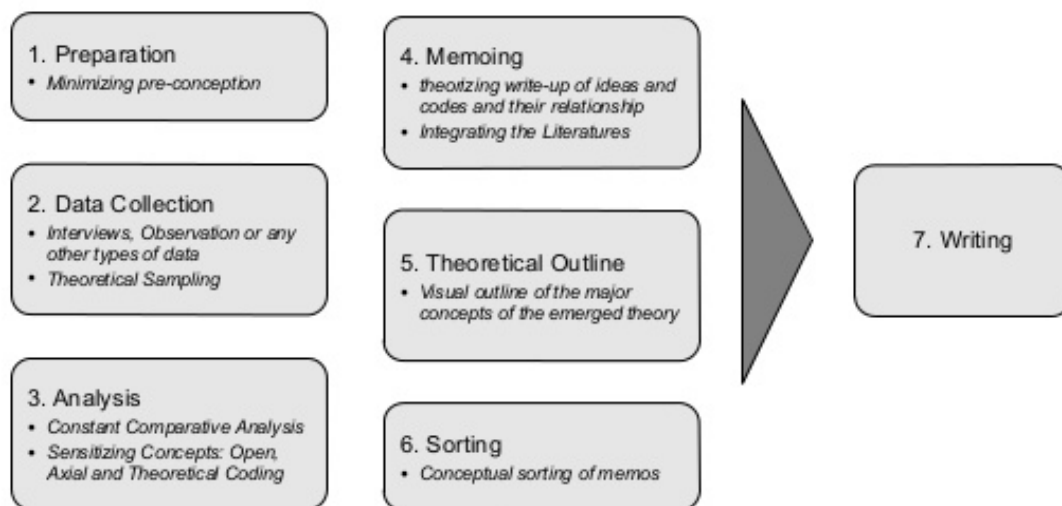 1. Preparation
• Minimizing pre-conception
2. Data Collection
• Interviews, Observation or any
other types of data
• Theoretical Sampling
3. Analysis
• Constant Comparative Analysis
• Sensitizing Concepts: Open,
Axial and Theoretical Coding
4. Memoing
• theorizing write-up of ideas and
codes and their relationship
• Integrating the Literatures
5. Theoretical Outline
• Visual outline of the major
concepts of the emerged theory
6. Sorting
• Conceptual sorting of memos
7. Writing